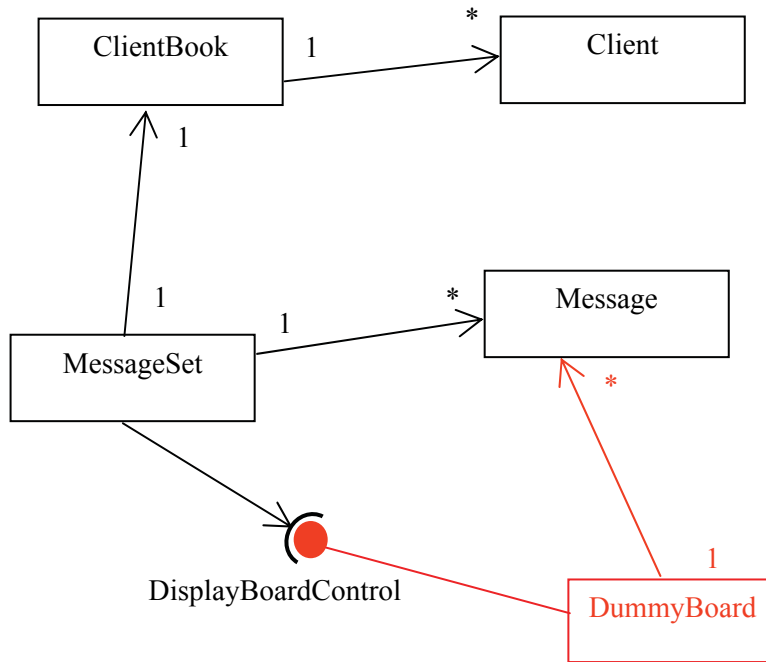 ClientBook
1
*
Client
1
1
1
*
Message
MessageSet
*
DisplayBoardControl
1
DummyBoard